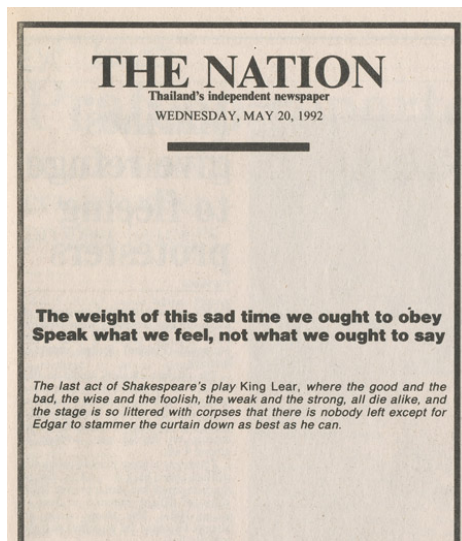 THE NATION
Thailand's independent newspaper
WEDNESDAY, MAY 20, 1992
The weight of this sad time we ought to obey
Speak what we feel, not what we ought to say
The last act of Shakespeare's play King Lear, where the good and the
bad, the wise and the foolish, the weak and the strong, all die alike, and
the stage is so littered with corpses that there is nobody left except for
Edgar to stammer the curtain down as best as he can.